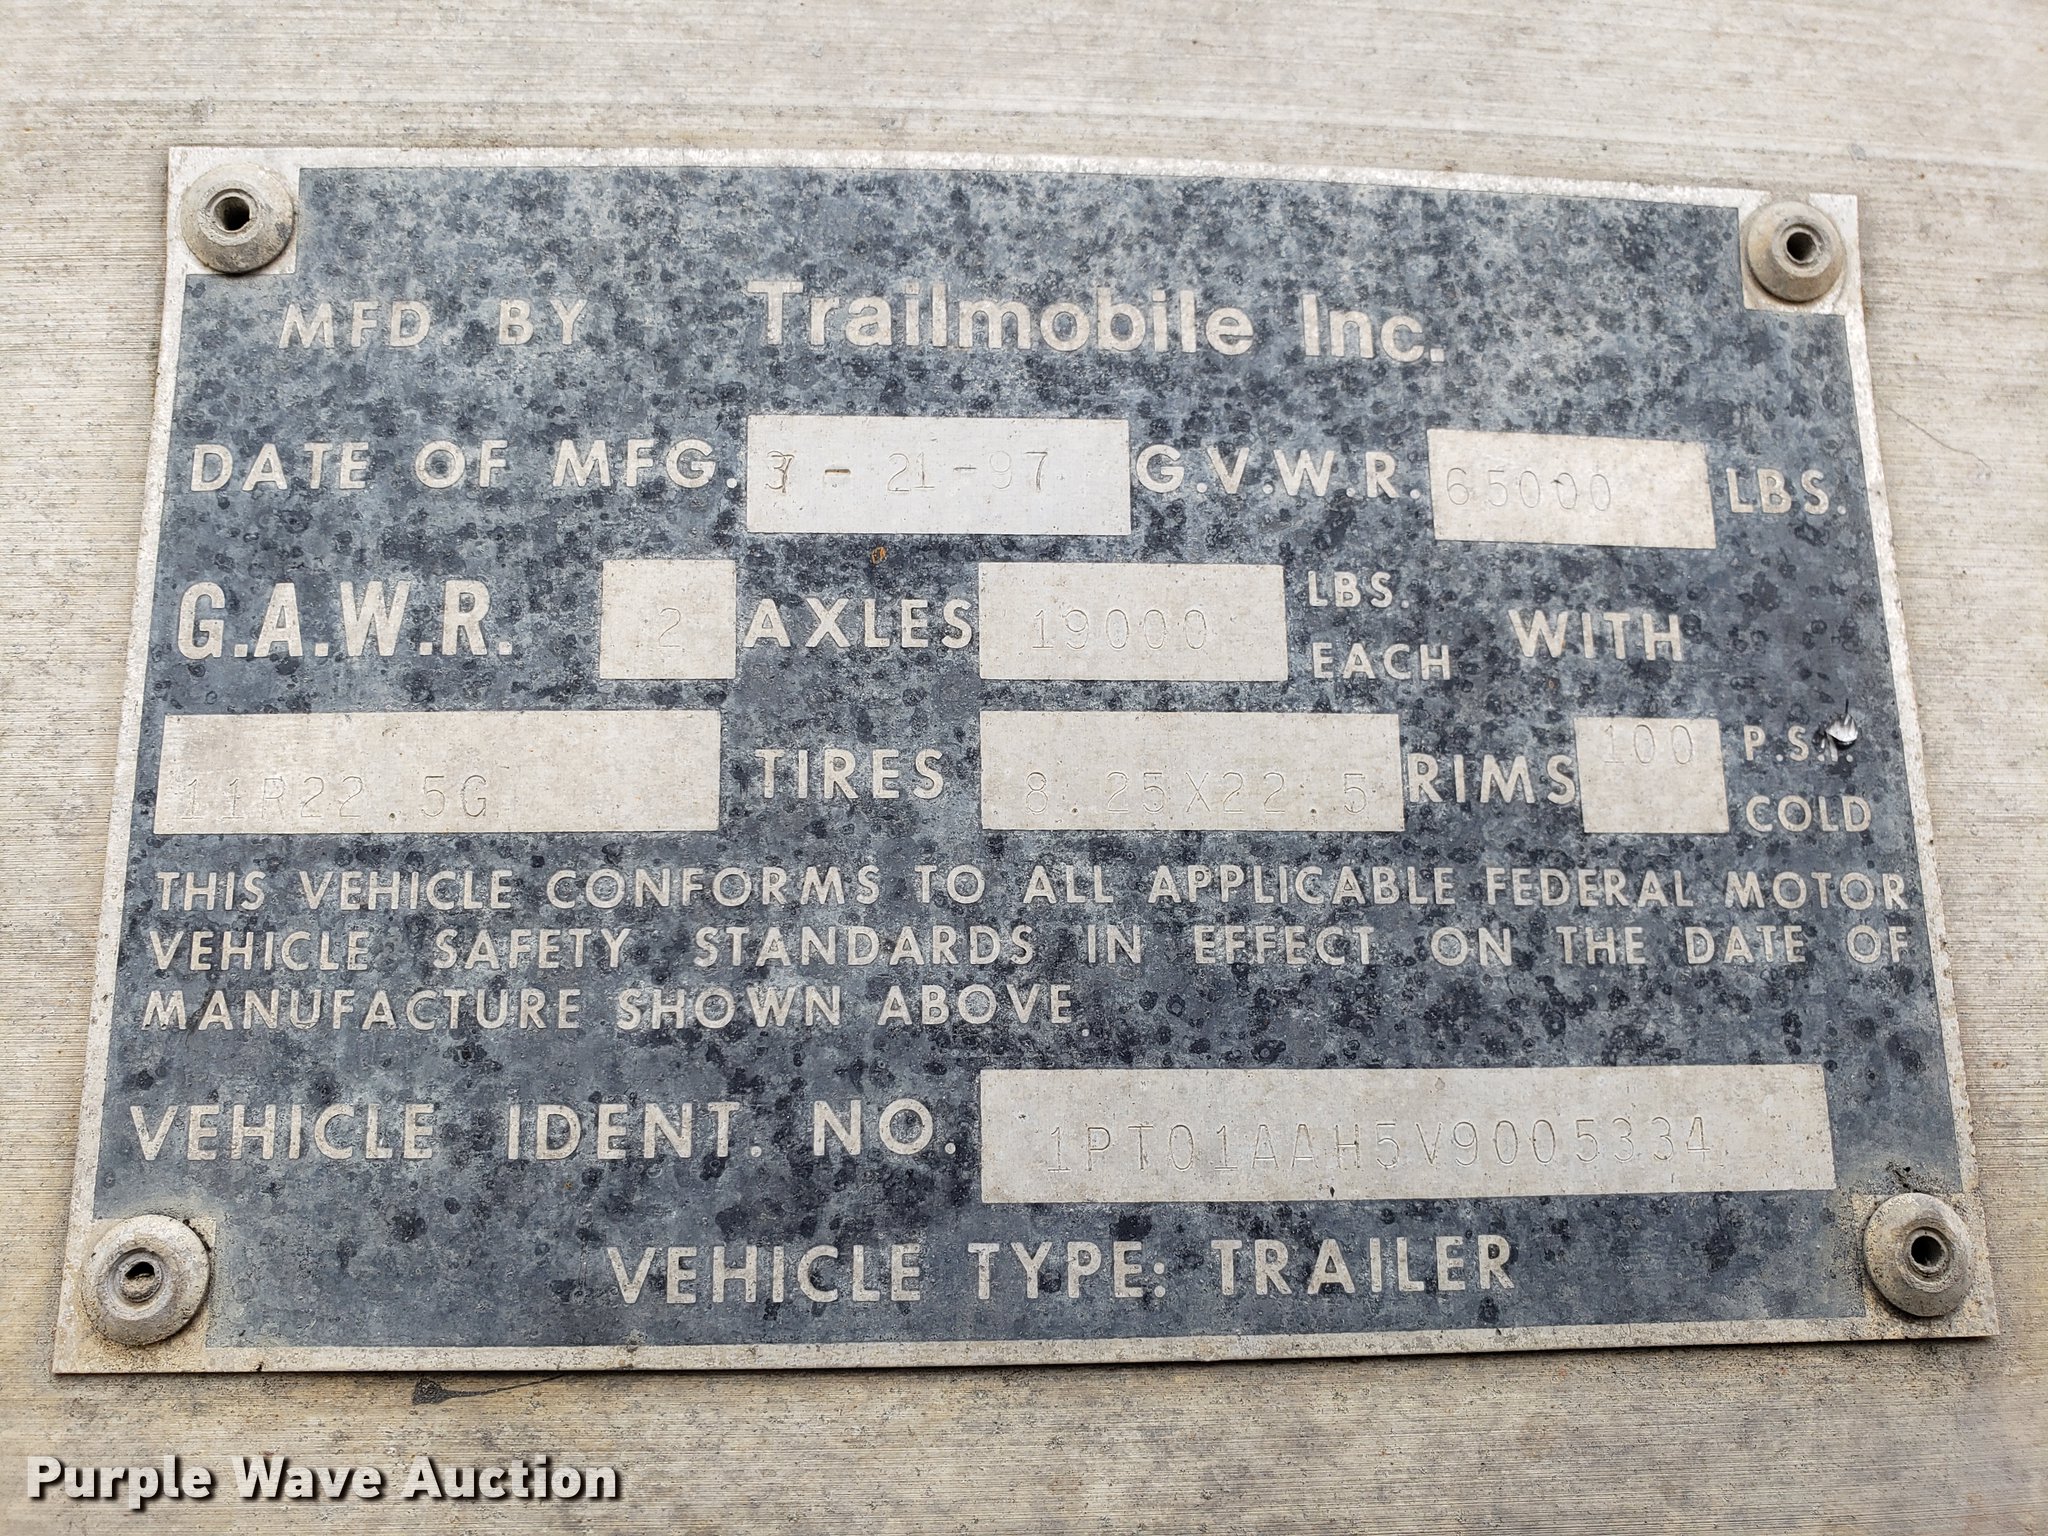 MFD. BY Trailmobile Inc.
DATE OF MFG. - 21-97 G.V.W.R. 65000 LBS.
G.A.W.R. 2 AXLES 19000 LBS. EACH WITH
11R22.5G TIRES 8.25X22.5 RIMS 100 P.S.I. COLD
THIS VEHICLE CONFORMS TO ALL APPLICABLE FEDERAL MOTOR
VEHICLE SAFETY STANDARDS IN EFFECT ON THE DATE OF
MANUFACTURE SHOWN ABOVE.
VEHICLE IDENT. NO. 1PT01AAH5V9005334
VEHICLE TYPE: TRAILER
Purple Wave Auction